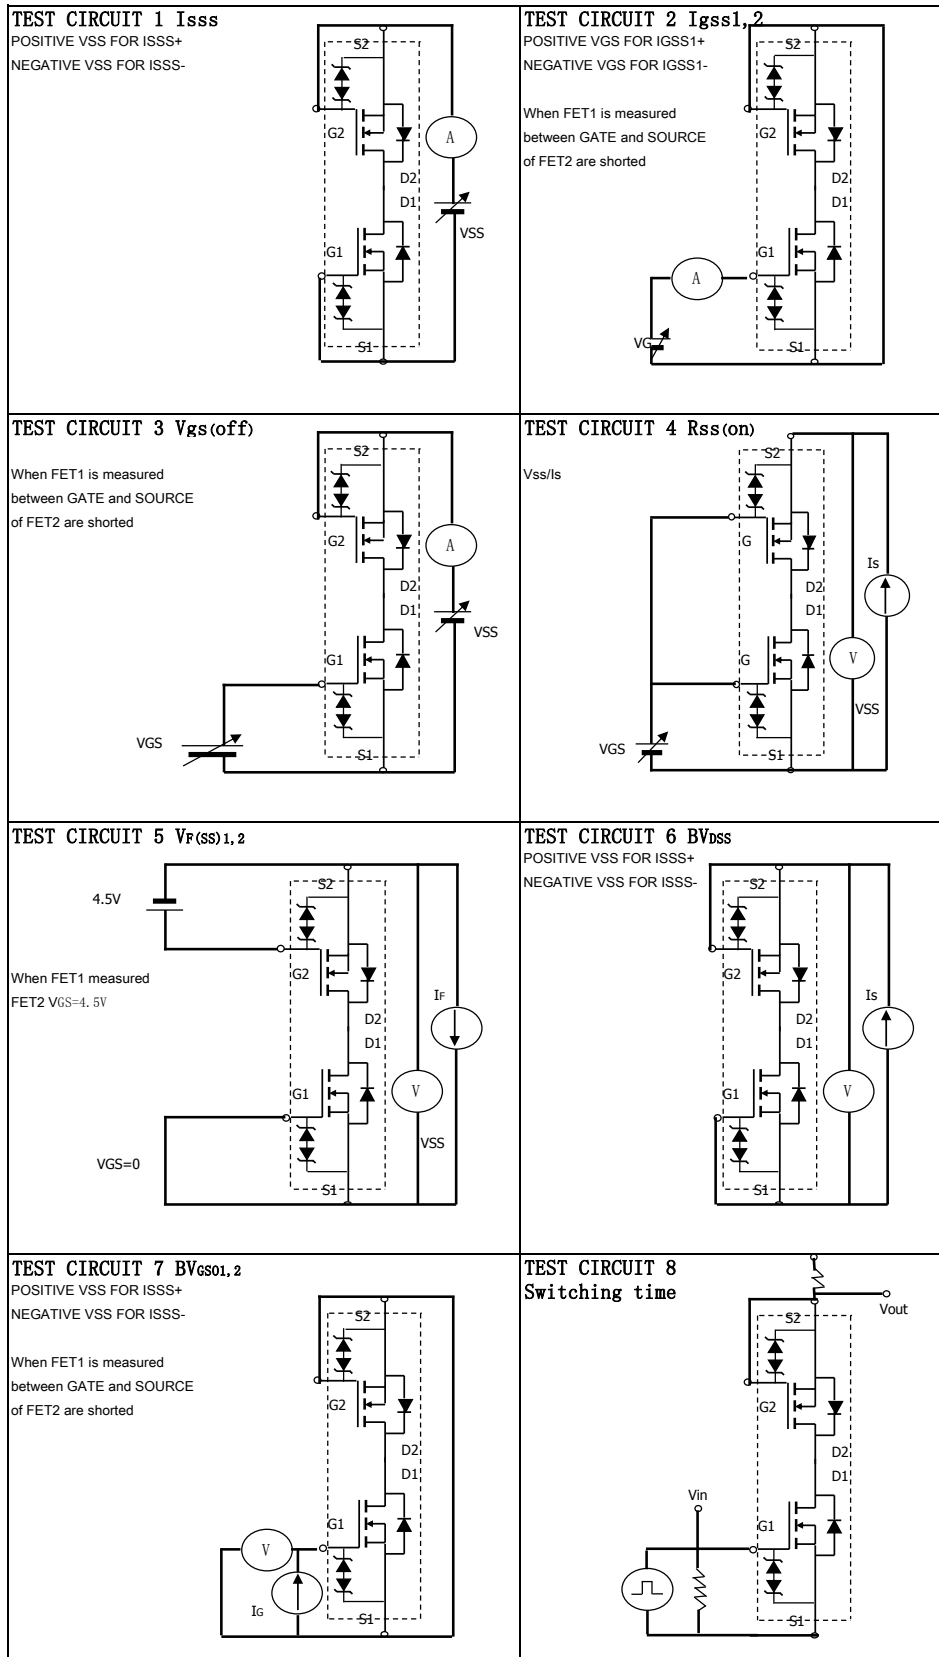 TEST CIRCUIT 1 Isss
POSITIVE VSS FOR ISSS+
NEGATIVE VSS FOR ISSS-
S2
G2
A
D2
D1
VSS
G1
S1
TEST CIRCUIT 2 Igss1,2
POSITIVE VGS FOR IGSS1+
NEGATIVE VGS FOR IGSS1-
When FET1 is measured
between GATE and SOURCE
of FET2 are shorted
S2
G2
D2
D1
G1
A
VG
S1
TEST CIRCUIT 3 Vgs(off)
When FET1 is measured
between GATE and SOURCE
of FET2 are shorted
S2
G2
A
D2
D1
VSS
G1
VGS
S1
TEST CIRCUIT 4 Rss(on)
Vss/Is
S2
G
Is
D2
D1
G
V
VSS
VGS
S1
TEST CIRCUIT 5 VF(SS)1,2
4.5V
When FET1 measured
FET2 VGS=4.5V
S2
G2
IF
D2
D1
G1
V
VSS
VGS=0
S1
TEST CIRCUIT 6 BVDSS
POSITIVE VSS FOR ISSS+
NEGATIVE VSS FOR ISSS-
S2
G2
Is
D2
D1
G1
V
S1
TEST CIRCUIT 7 BVGSO1,2
POSITIVE VSS FOR ISSS+
NEGATIVE VSS FOR ISSS-
When FET1 is measured
between GATE and SOURCE
of FET2 are shorted
S2
G2
D2
D1
G1
V
IG
S1
TEST CIRCUIT 8
Switching time
Vout
S2
G2
D2
D1
Vin
G1
S1